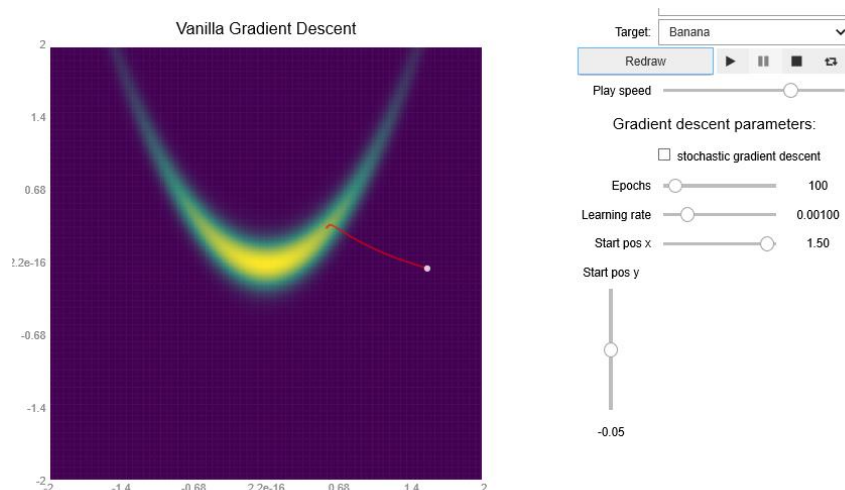 Vanilla Gradient Descent
2
1.4
0.68
2.2e-16
-0.68
-1.4
-2
-2
-1.4
-0.68
2.2e-16
0.68
1.4
2
Target: Banana
Redraw
Play speed
Gradient descent parameters:
stochastic gradient descent
Epochs 100
Learning rate 0.00100
Start pos x 1.50
Start pos y
-0.05